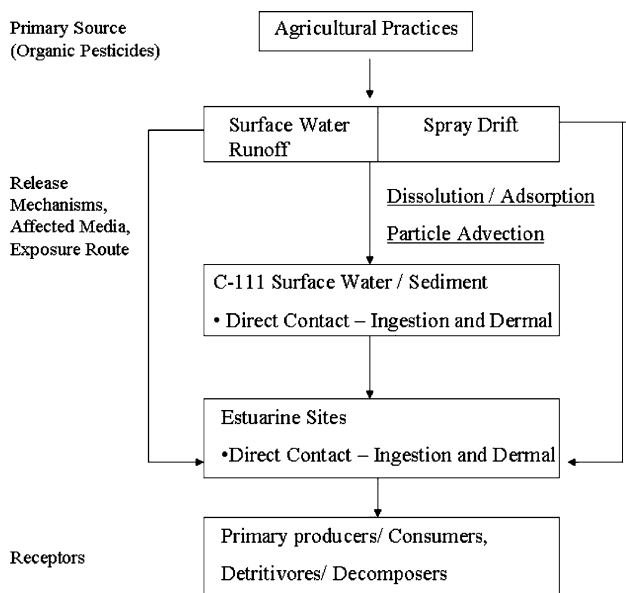 Primary Source
(Organic Pesticides)
Agricultural Practices
Surface Water
Runoff
Spray Drift
Release
Mechanisms,
Affected Media,
Exposure Route
Dissolution / Adsorption
Particle Advection
C-111 Surface Water / Sediment
• Direct Contact – Ingestion and Dermal
Estuarine Sites
•Direct Contact – Ingestion and Dermal
Receptors
Primary producers/ Consumers,
Detritivores/ Decomposers